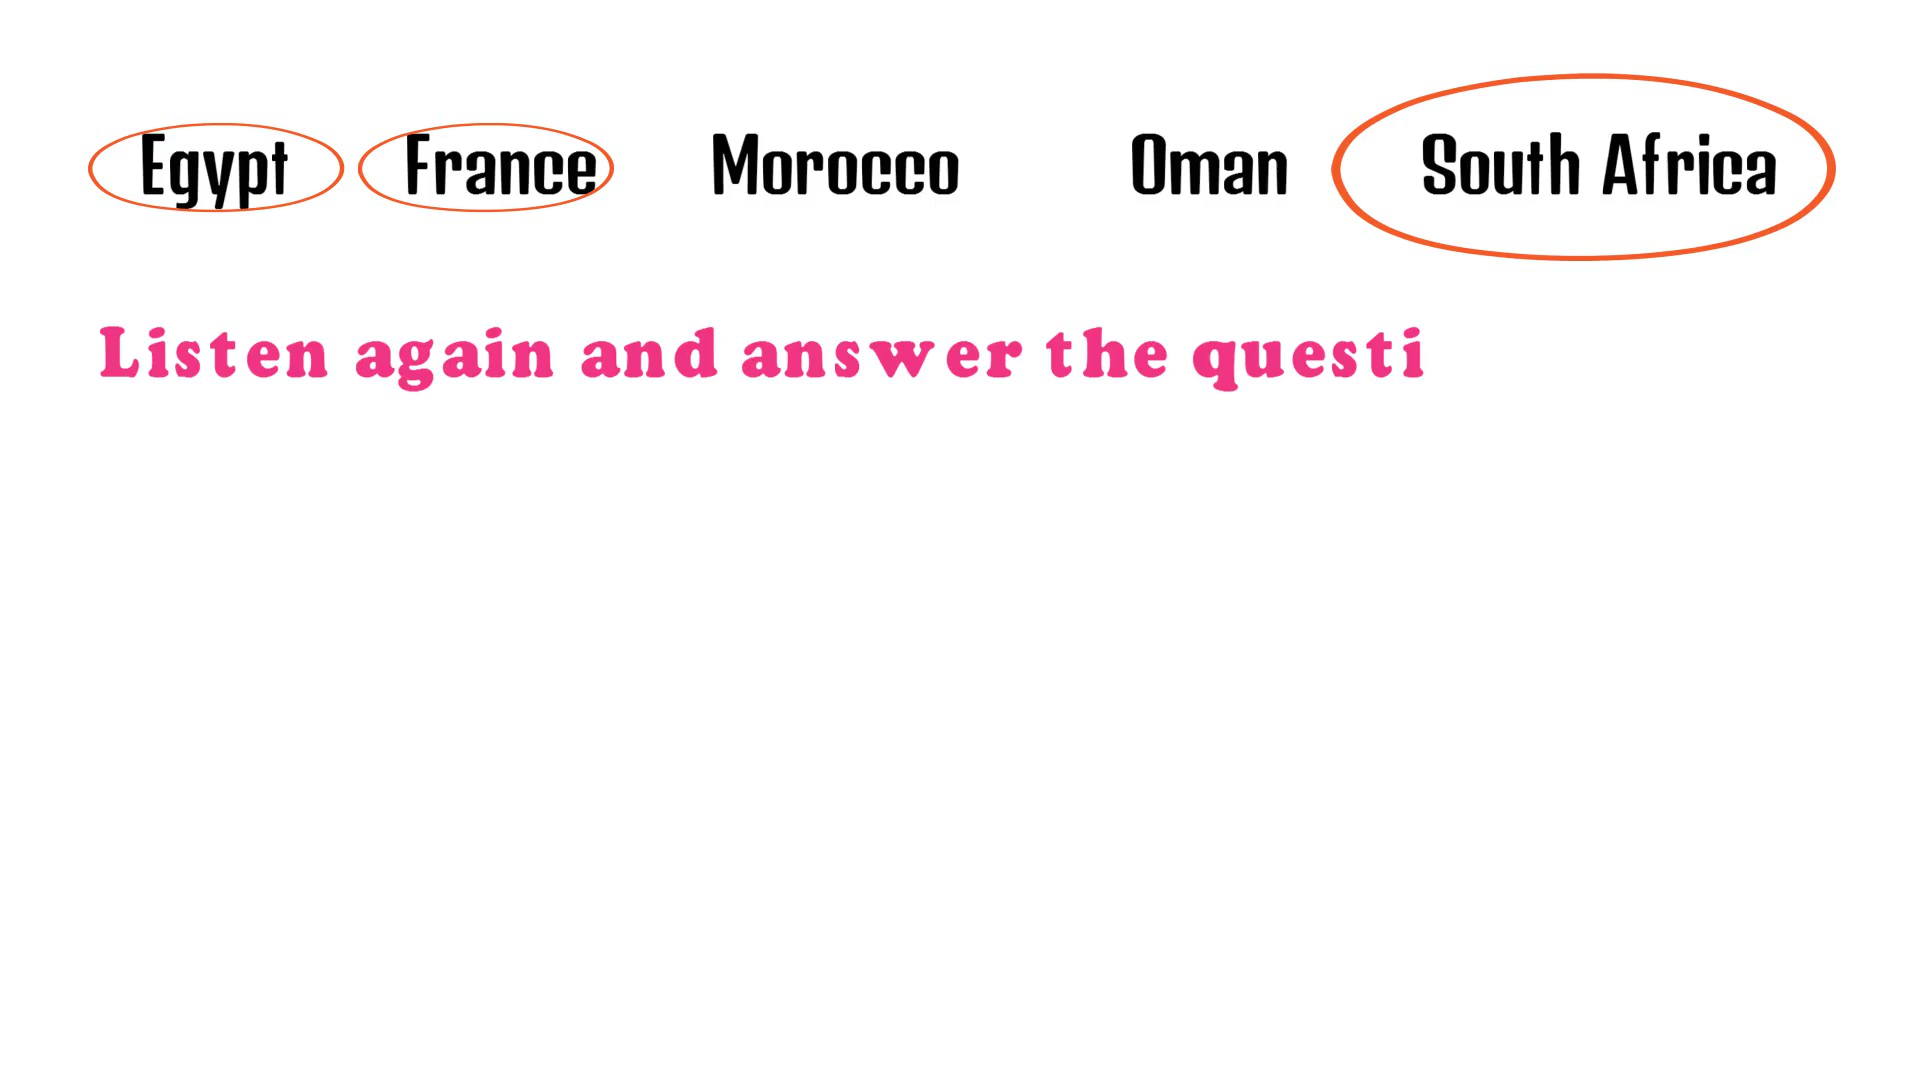 Egypt France Morocco Oman South Africa
Listen again and answer the questi